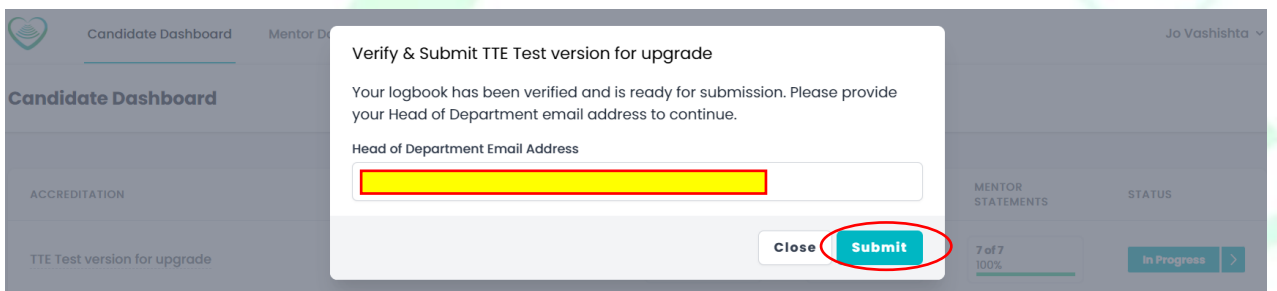 Candidate Dashboard
Mentor Da
Jo Vashishta
Verify & Submit TTE Test version for upgrade
Your logbook has been verified and is ready for submission. Please provide
your Head of Department email address to continue.
Head of Department Email Address
Close
Submit
Candidate Dashboard
ACCREDITATION
MENTOR
STATEMENTS
STATUS
TTE Test version for upgrade
7 of 7
100%
In Progress